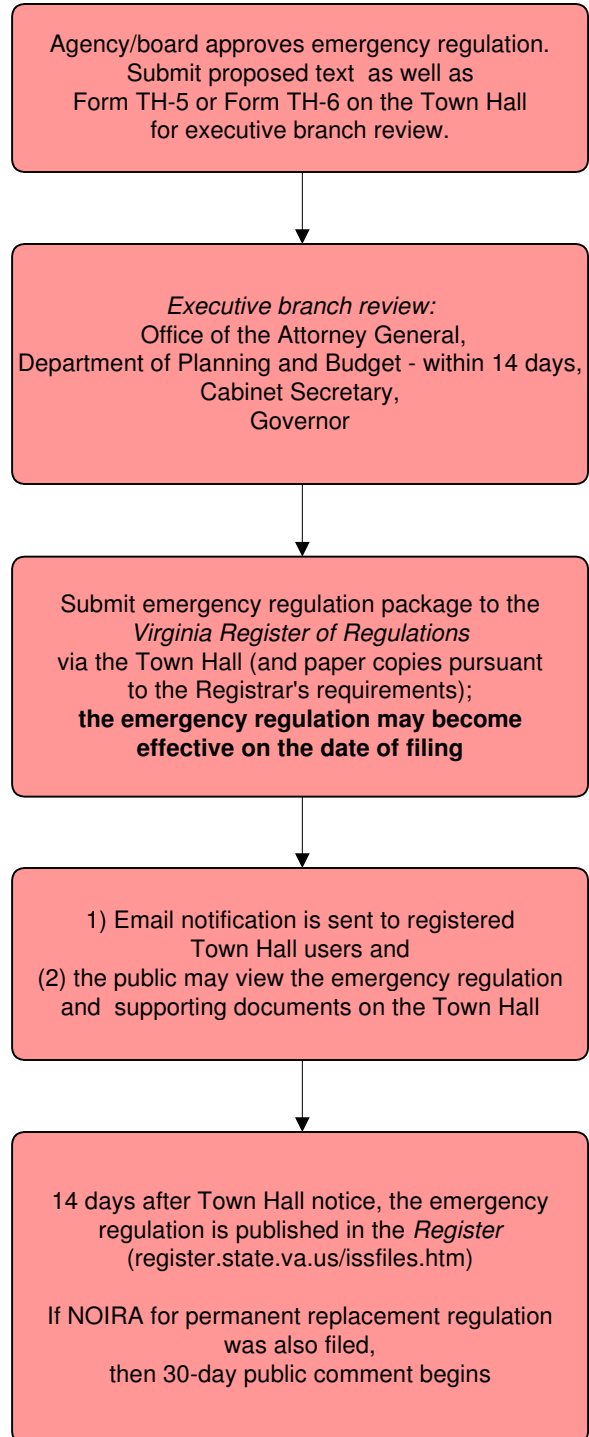 Agency/board approves emergency regulation.
Submit proposed text as well as
Form TH-5 or Form TH-6 on the Town Hall
for executive branch review.
Executive branch review:
Office of the Attorney General,
Department of Planning and Budget - within 14 days,
Cabinet Secretary,
Governor
Submit emergency regulation package to the
Virginia Register of Regulations
via the Town Hall (and paper copies pursuant
to the Registrar's requirements);
the emergency regulation may become
effective on the date of filing
1) Email notification is sent to registered
Town Hall users and
(2) the public may view the emergency regulation
and supporting documents on the Town Hall
14 days after Town Hall notice, the emergency
regulation is published in the Register
(register.state.va.us/issfiles.htm)
If NOIRA for permanent replacement regulation
was also filed,
then 30-day public comment begins